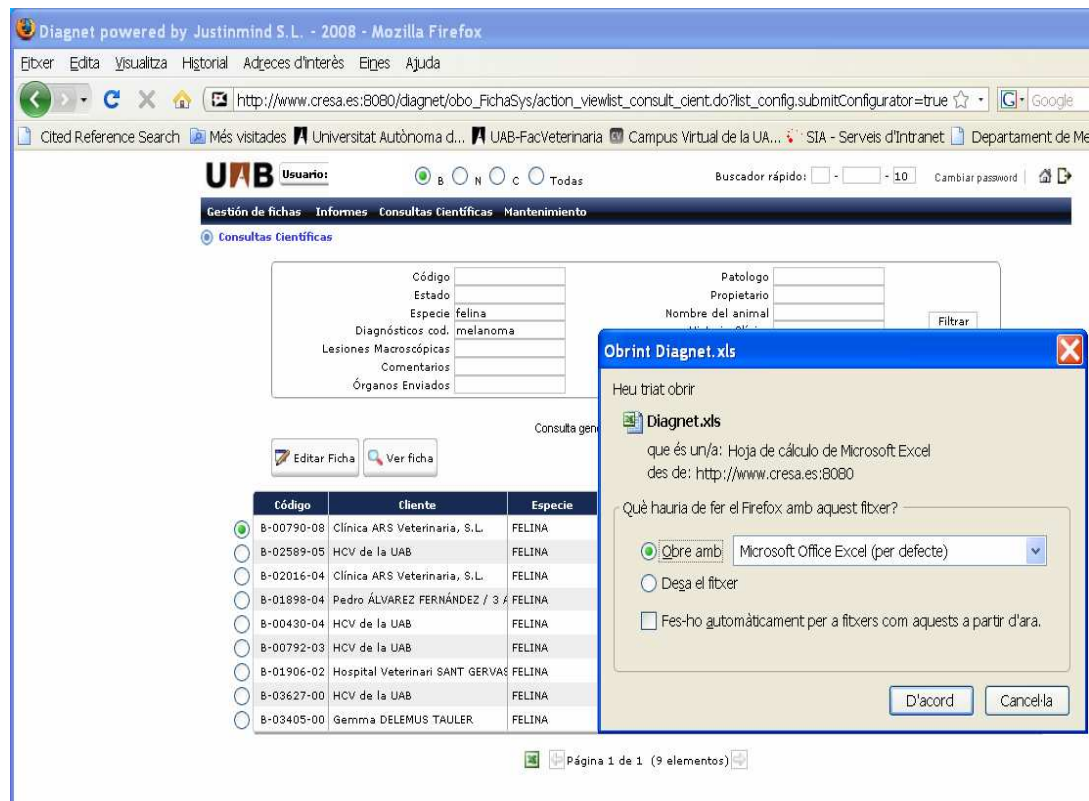 Diagnet powered by Justinmind S.L. - 2008 - Mozilla Firefox
Fitxer Edita Visualitza Historial Adreces d'interès Eines Ajuda
http://www.cresa.es:8080/diagnet/obo_FichaSys/action_viewlist_consult_cient.do?list_config.submitConfigurator=true G Google
Cited Reference Search Més visitades Universitat Autònoma d... UAB-FacVeterinaria Campus Virtual de la UA... SIA - Serveis d'Intranet Departament de Me
UAB Usuario: B N C Todas Buscador rápido: - - 10 Cambiar password
Gestión de fichas Informes Consultas Científicas Mantenimiento
Consultas Científicas
Código Patologo
Estado Propietario
Especie felina Nombre del animal
Diagnósticos cod. melanoma Filtrar
Lesiones Macroscópicas
Comentarios
Órganos Enviados
Consulta gen
Editar Ficha Ver ficha
Código Cliente Especie
B-00790-08 Clínica ARS Veterinaria, S.L. FELINA
B-02589-05 HCV de la UAB FELINA
B-02016-04 Clínica ARS Veterinaria, S.L. FELINA
B-01898-04 Pedro ÁLVAREZ FERNÁNDEZ / 3 A FELINA
B-00430-04 HCV de la UAB FELINA
B-00792-03 HCV de la UAB FELINA
B-01906-02 Hospital Veterinari SANT GERVAS FELINA
B-03627-00 HCV de la UAB FELINA
B-03405-00 Gemma DELEMUS TAULER FELINA
Página 1 de 1 (9 elementos)
Obrint Diagnet.xls
Heu triat obrir
Diagnet.xls
que és un/a: Hoja de cálculo de Microsoft Excel
des de: http://www.cresa.es:8080
Què hauria de fer el Firefox amb aquest fitxer?
Obre amb Microsoft Office Excel (per defecte)
Desa el fitxer
Fes-ho automàticament per a fitxers com aquests a partir d'ara.
D'acord Cancel·la